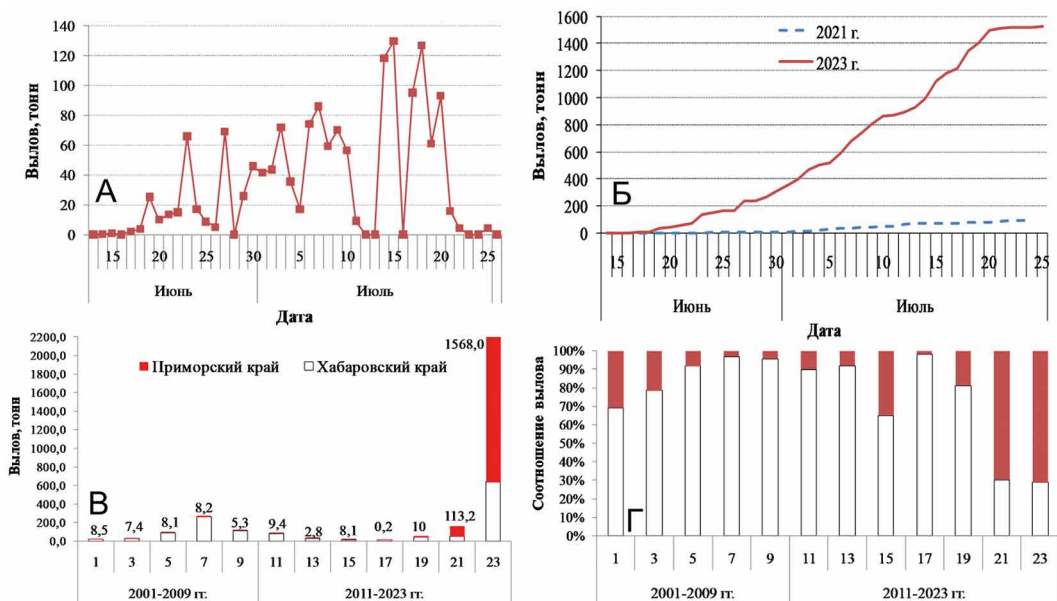 140
120
100
80
60
40
20
0
Вылов, тонн
А
15 20 25 30 5 10 15 20 25
Июнь Июль
Дата
1600
1400
1200
1000
800
600
400
200
0
Вылов, тонн
Б
2021 г.
2023 г.
15 20 25 30 5 10 15 20 25
Июнь Июль
Дата
2200,0
2000,0
1800,0
1600,0
1400,0
1200,0
1000,0
800,0
600,0
400,0
200,0
0,0
Вылов, тонн
В
Приморский край Хабаровский край
1568,0
8,5 7,4 8,1 8,2 5,3 9,4 2,8 8,1 0,2 10 113,2
1 3 5 7 9 11 13 15 17 19 21 23
2001-2009 гг. 2011-2023 гг.
100%
90%
80%
70%
60%
50%
40%
30%
20%
10%
0%
Соотношение вылова
Г
1 3 5 7 9 11 13 15 17 19 21 23
2001-2009 гг. 2011-2023 гг.